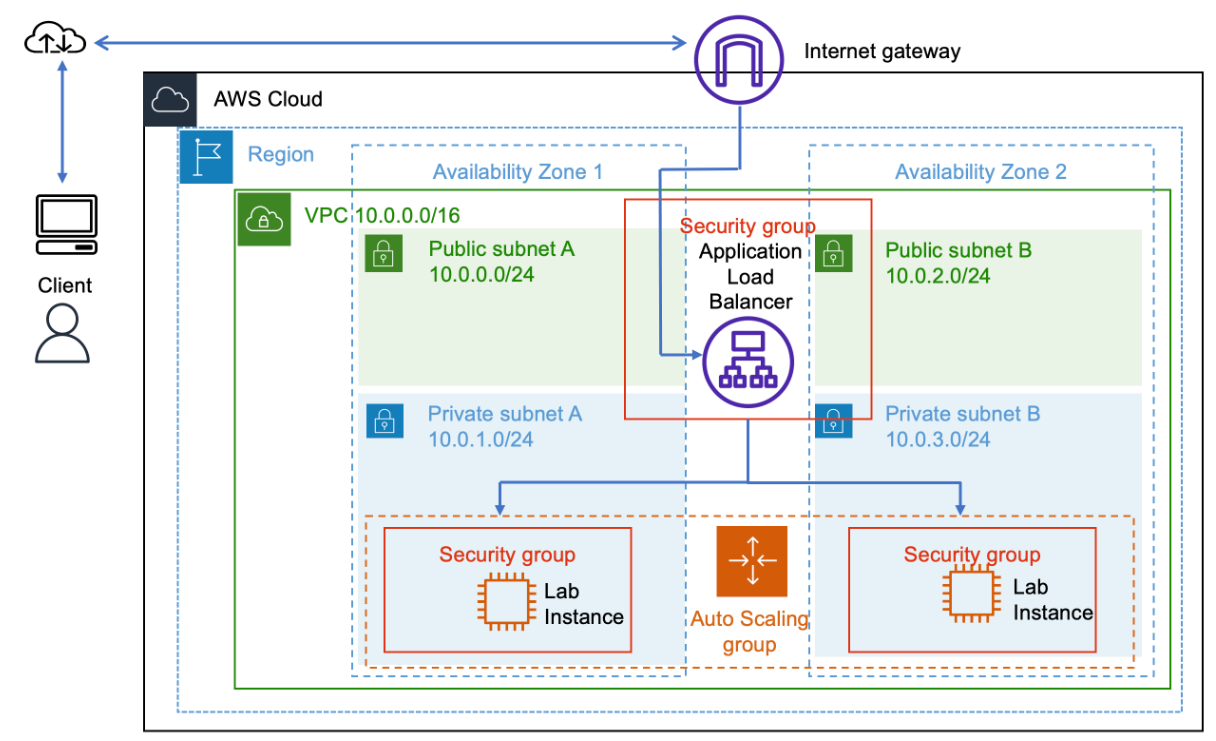 Internet gateway
AWS Cloud
Region
Availability Zone 1
Availability Zone 2
VPC 10.0.0.0/16
Security group
Application
Load
Balancer
Public subnet A
10.0.0.0/24
Public subnet B
10.0.2.0/24
Client
Private subnet A
10.0.1.0/24
Private subnet B
10.0.3.0/24
Security group
Lab
Instance
Auto Scaling
group
Security group
Lab
Instance